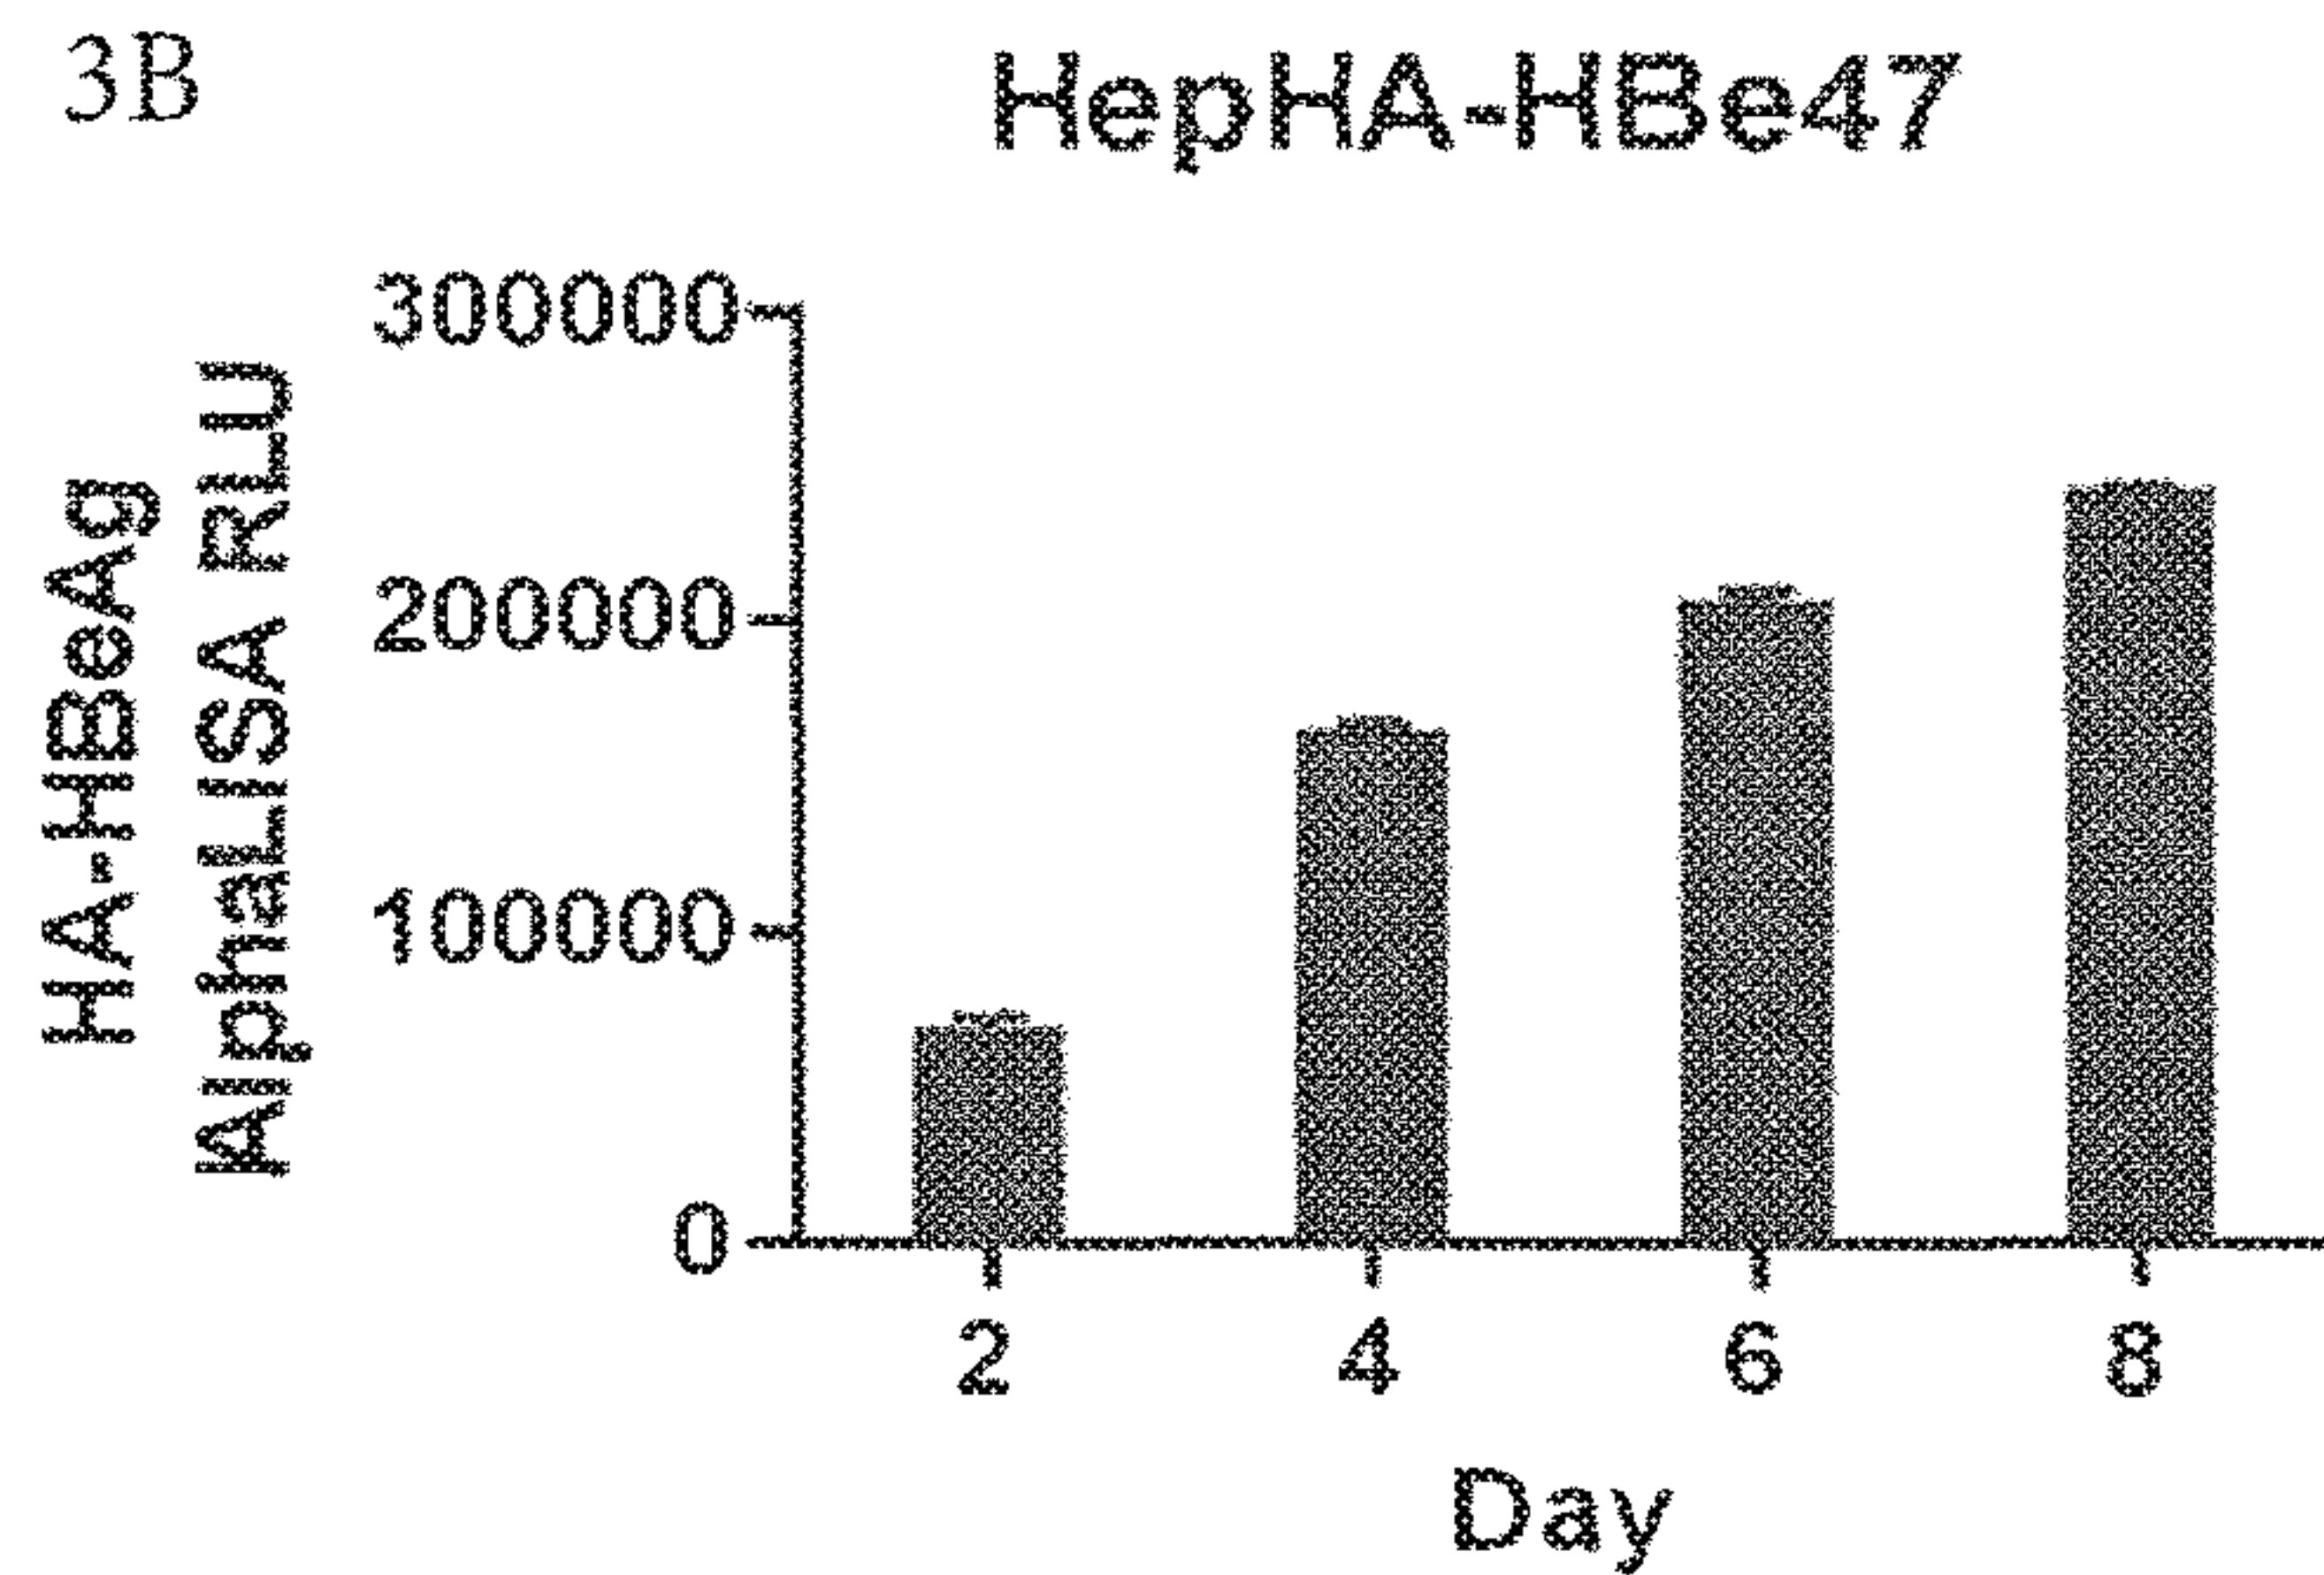 3B
HepHA-HBe47
HA-HBeAg
AlphaLISA RLU
300000
200000
100000
0
2 4 6 8
Day